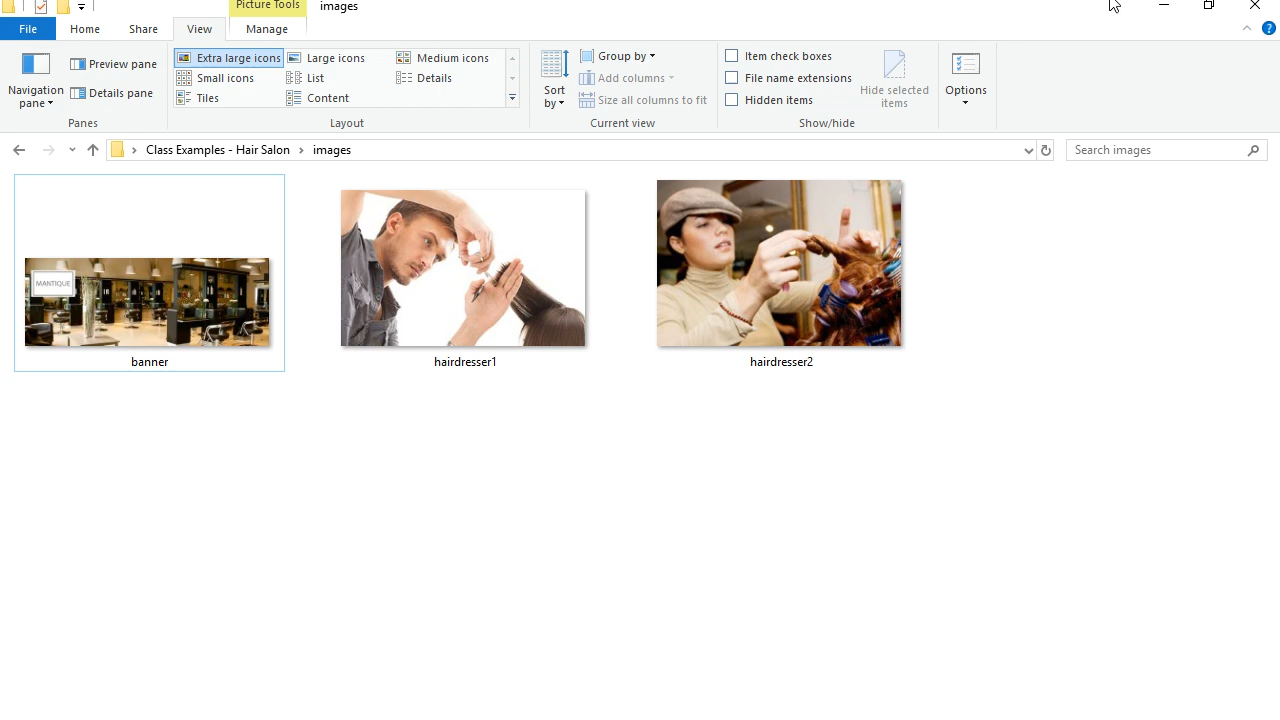 Picture Tools images
File Home Share View Manage
Navigation pane
Preview pane
Details pane
Panes
Extra large icons Large icons Medium icons
Small icons List Details
Tiles Content
Layout
Sort by
Group by
Add columns
Size all columns to fit
Current view
Item check boxes
File name extensions
Hidden items
Hide selected items
Show/hide
Options
Class Examples - Hair Salon › images
Search images
MANTIQUE
banner hairdresser1 hairdresser2